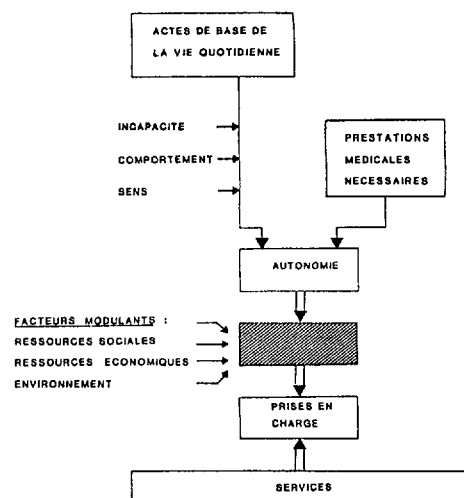 ACTES DE BASE DE
LA VIE QUOTIDIENNE
INCAPACITE
COMPORTEMENT
SENS
PRESTATIONS
MEDICALES
NECESSAIRES
AUTONOMIE
FACTEURS MODULANTS :
RESSOURCES SOCIALES
RESSOURCES ECONOMIQUES
ENVIRONNEMENT
PRISES EN
CHARGE
SERVICES